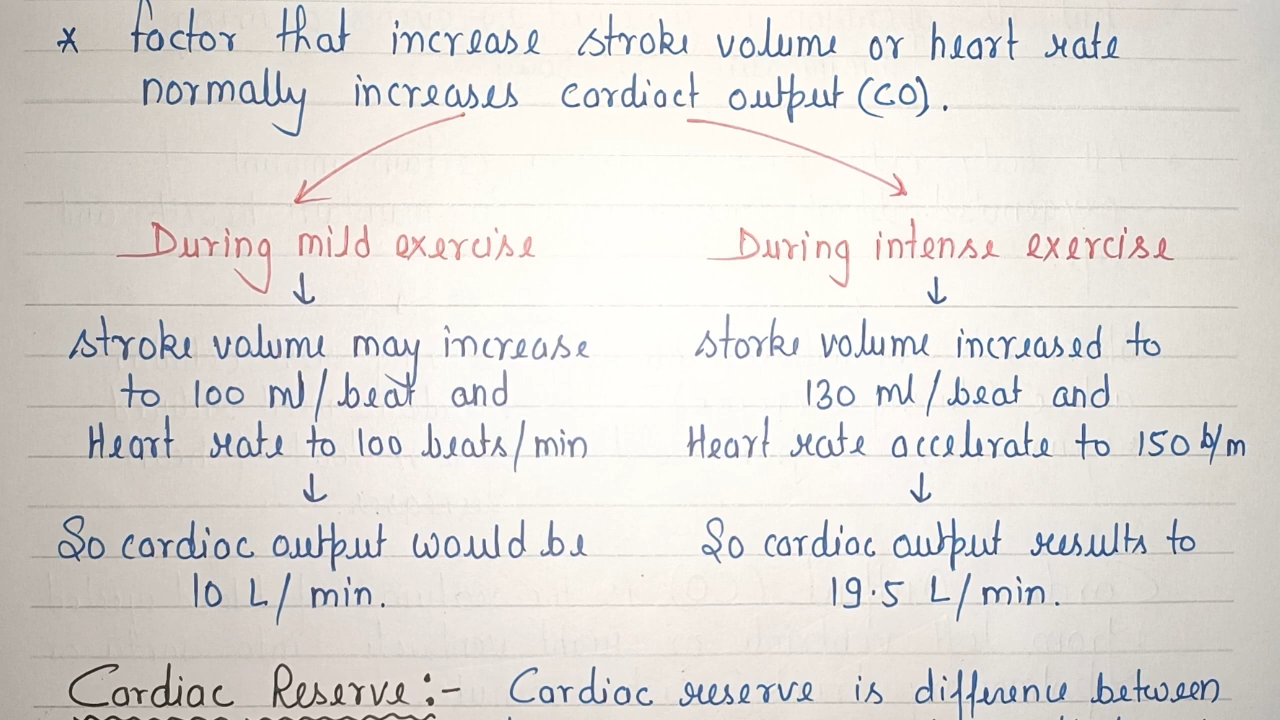 * factor that increase stroke volume or heart rate
normally increases cardiact output (CO).
During mild exercise
↓
stroke volume may increase
to 100 ml/beat and
Heart rate to 100 beats/min
↓
So cardiac output would be
10 L/min.
During intense exercise
↓
storke volume increased to
130 ml/beat and
Heart rate accelerate to 150 b/m
↓
So cardiac output results to
19.5 L/min.
Cardiac Reserve:- Cardiac reserve is difference between